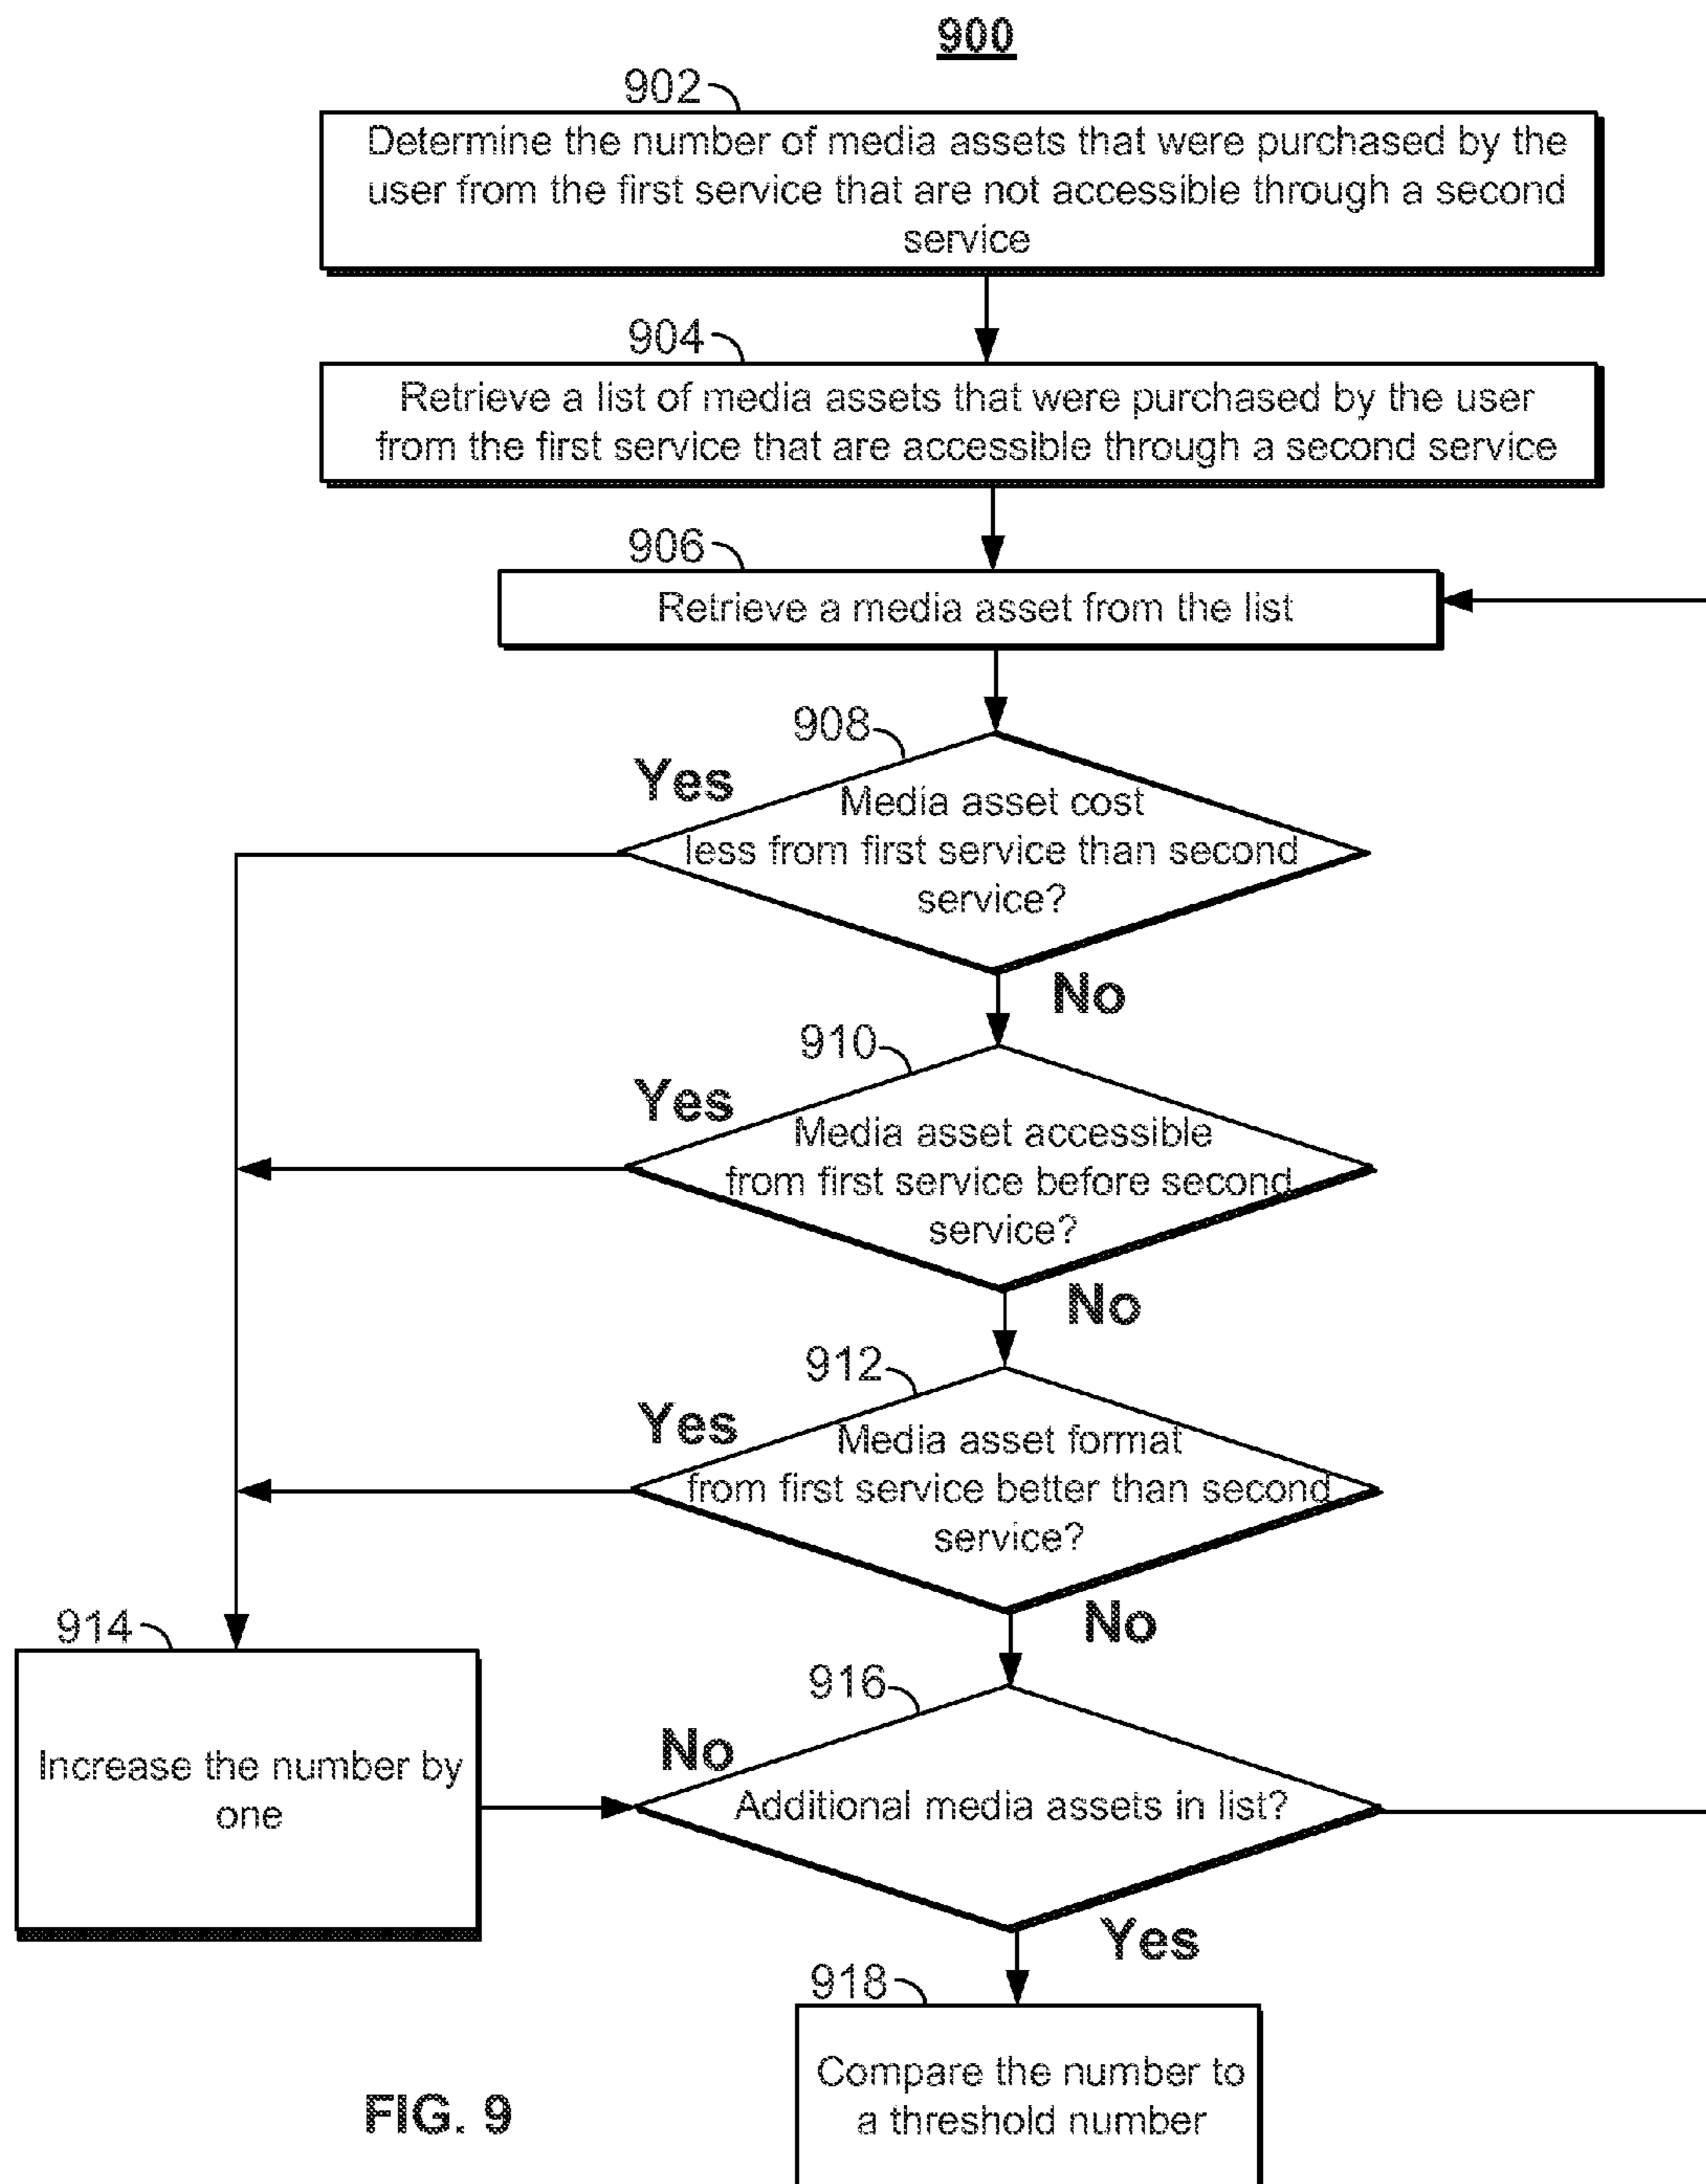 900
902
Determine the number of media assets that were purchased by the
user from the first service that are not accessible through a second
service
904
Retrieve a list of media assets that were purchased by the user
from the first service that are accessible through a second service
906
Retrieve a media asset from the list
908
Yes
Media asset cost
less from first service than second
service?
No
910
Yes
Media asset accessible
from first service before second
service?
No
912
Yes
Media asset format
from first service better than second
service?
No
914
Increase the number by
one
916
No
Additional media assets in list?
Yes
918
Compare the number to
a threshold number
FIG. 9